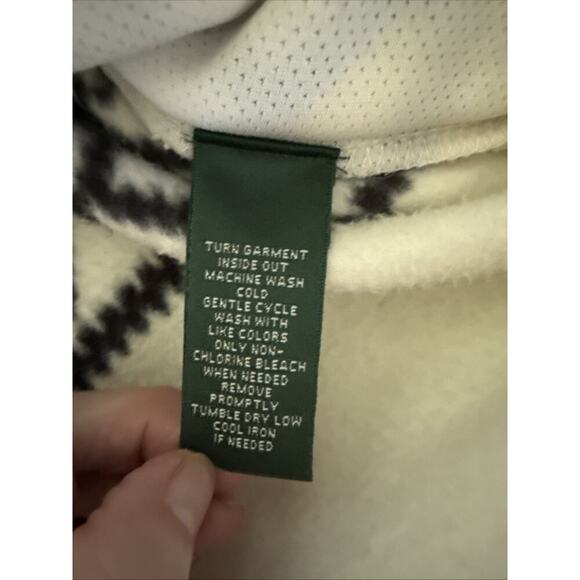 TURN GARMENT
INSIDE OUT
MACHINE WASH
COLD
GENTLE CYCLE
WASH WITH
LIKE COLORS
ONLY NON-
CHLORINE BLEACH
WHEN NEEDED
REMOVE
PROMPTLY
TUMBLE DRY LOW
COOL IRON
IF NEEDED